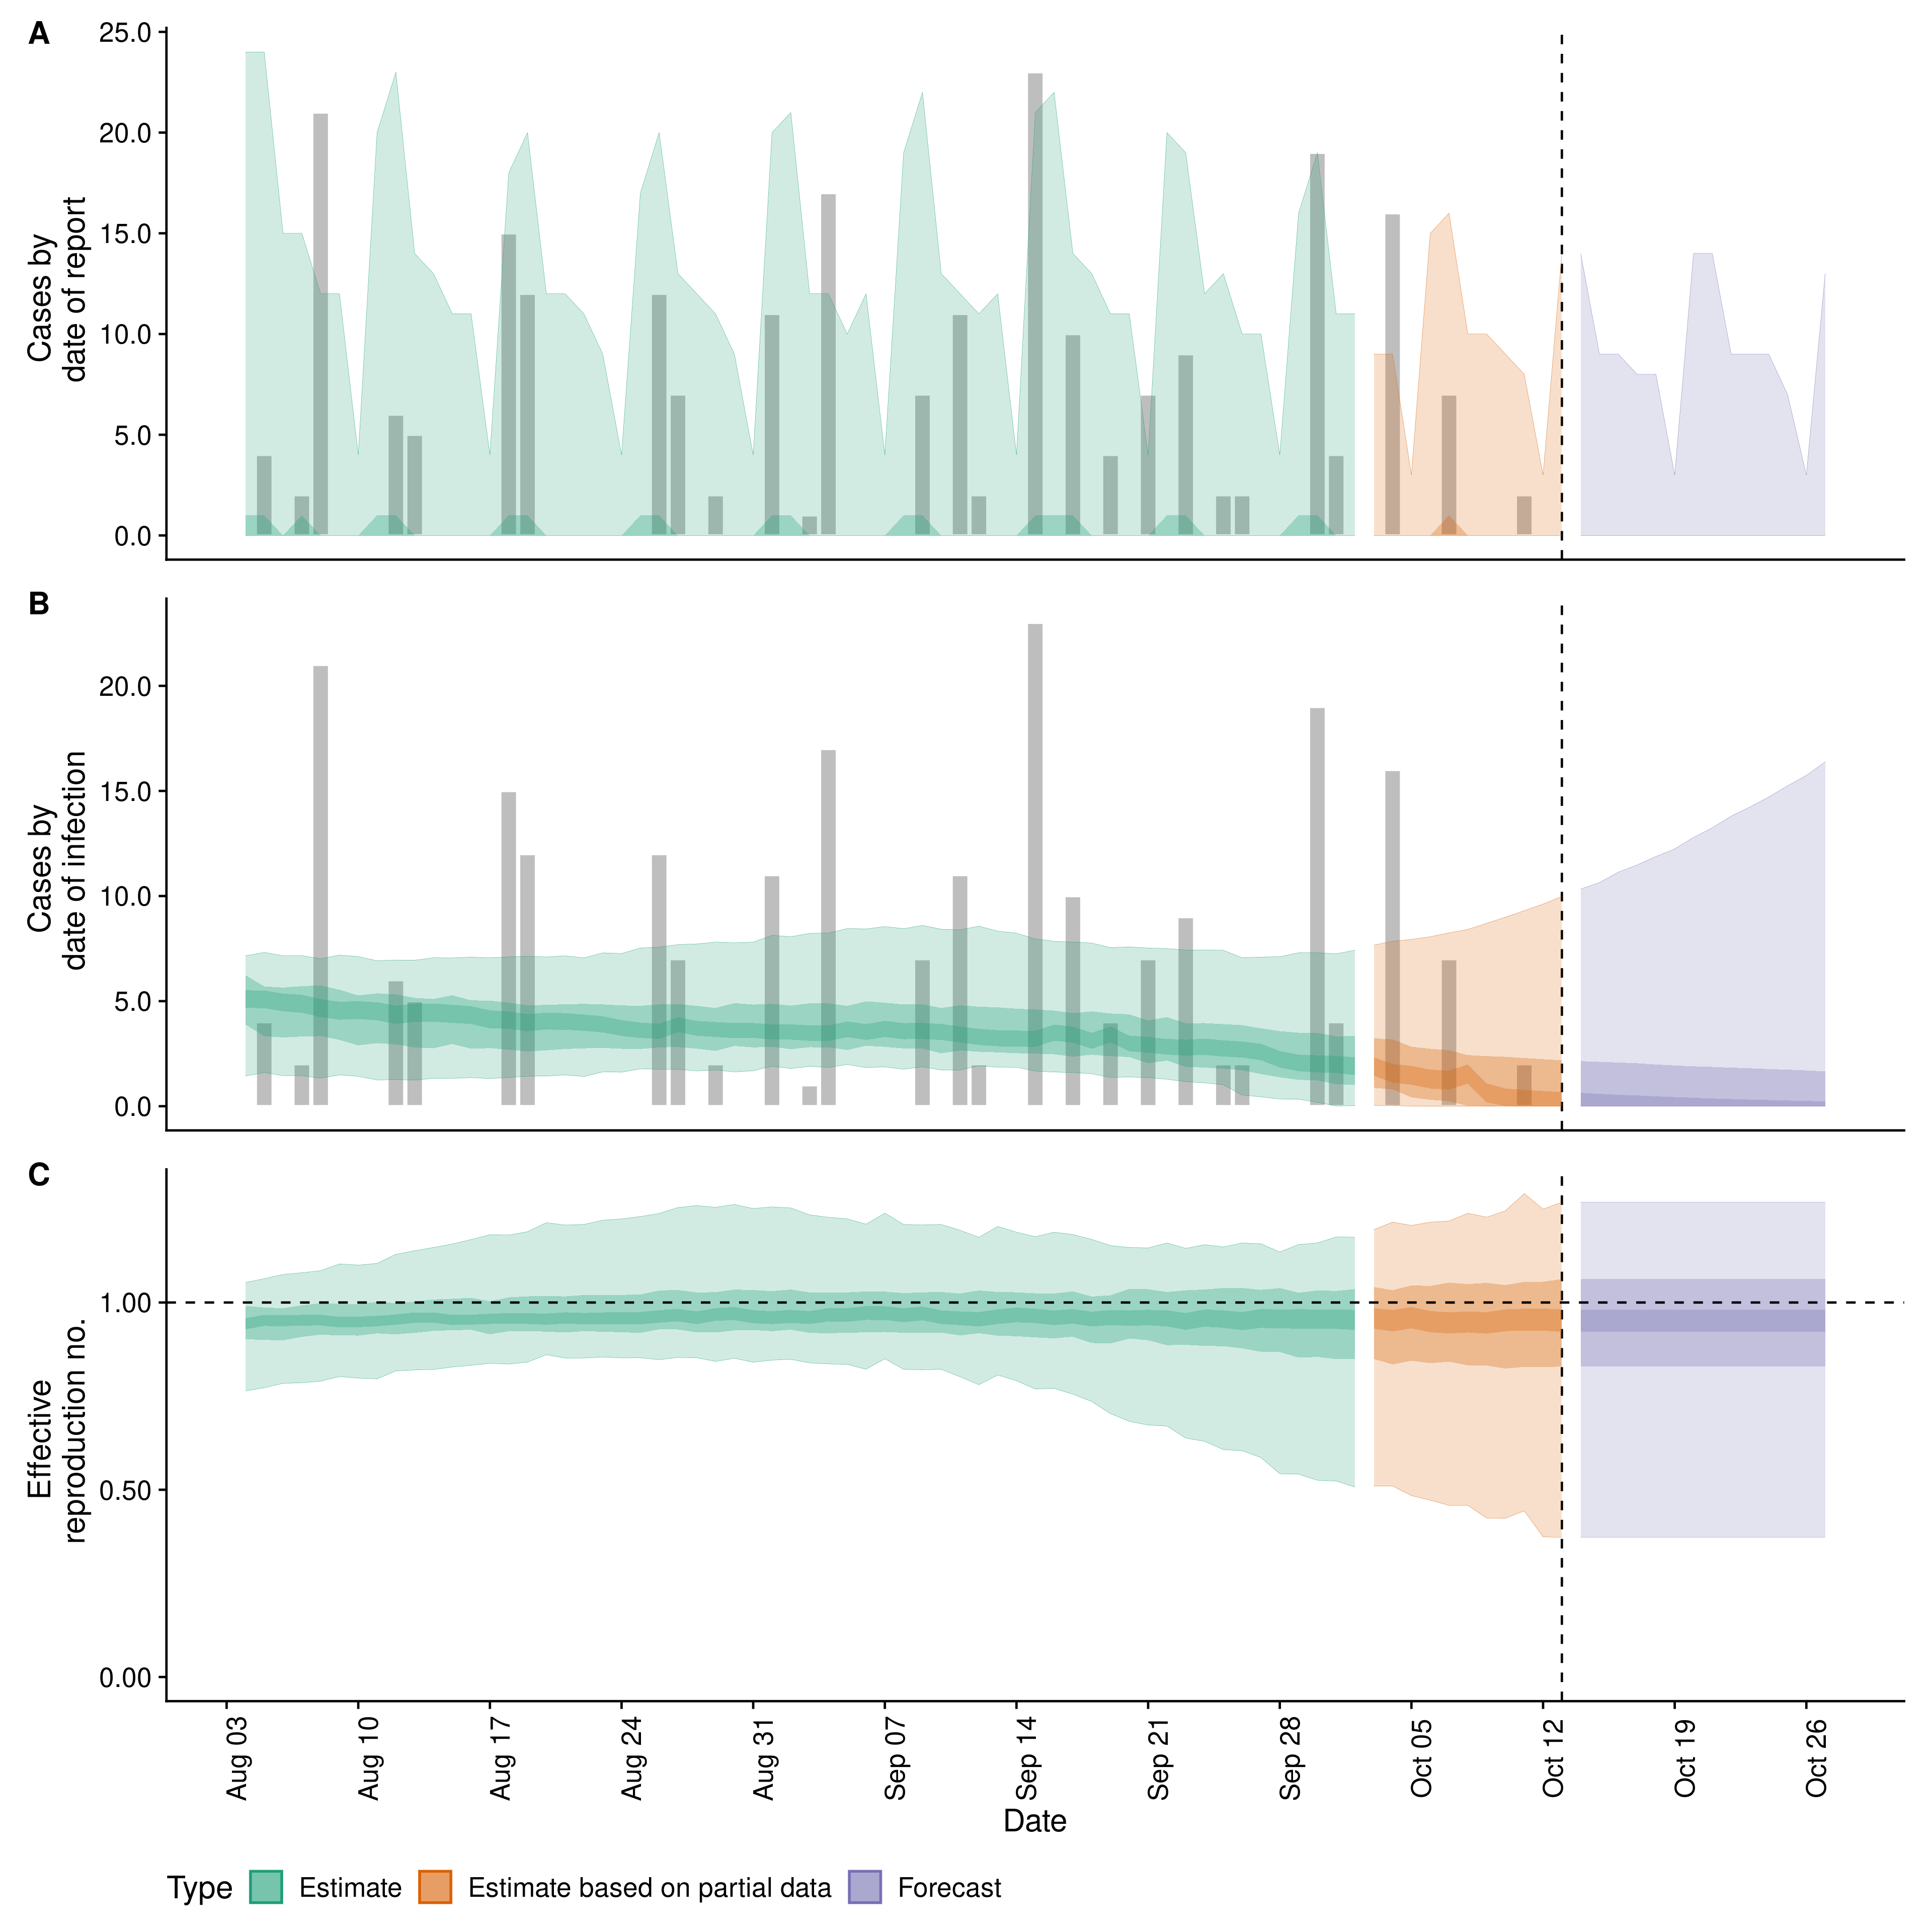 A
Cases by
date of report
25.0
20.0
15.0
10.0
5.0
0.0
B
Cases by
date of infection
20.0
15.0
10.0
5.0
0.0
C
Effective
reproduction no.
1.00
0.50
0.00
Aug 03
Aug 10
Aug 17
Aug 24
Aug 31
Sep 07
Sep 14
Sep 21
Sep 28
Oct 05
Oct 12
Oct 19
Oct 26
Date
Type Estimate Estimate based on partial data Forecast